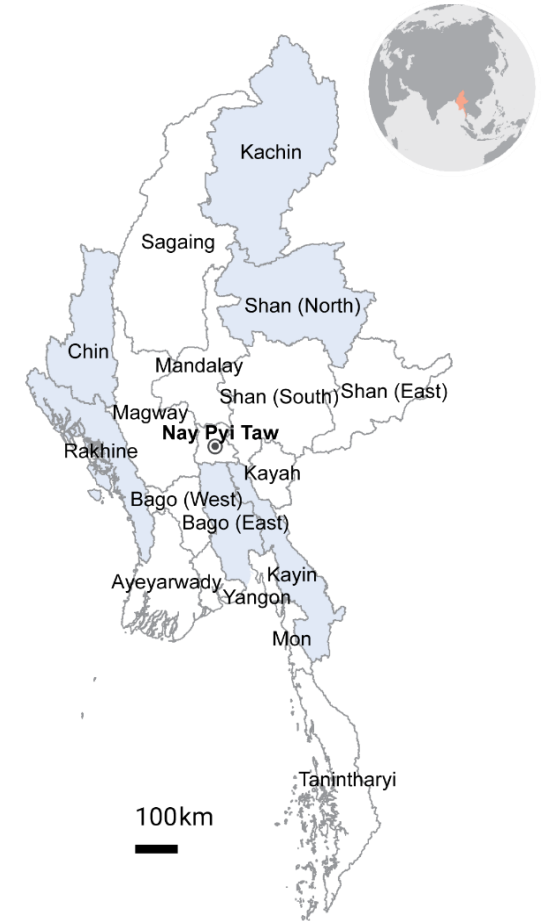 Kachin
Sagaing
Shan (North)
Chin
Mandalay
Shan (South)
Shan (East)
Magway
Nay Pyi Taw
Rakhine
Kayah
Bago (West)
Bago (East)
Kayin
Ayeyarwady
Yangon
Mon
Tanintharyi
100km